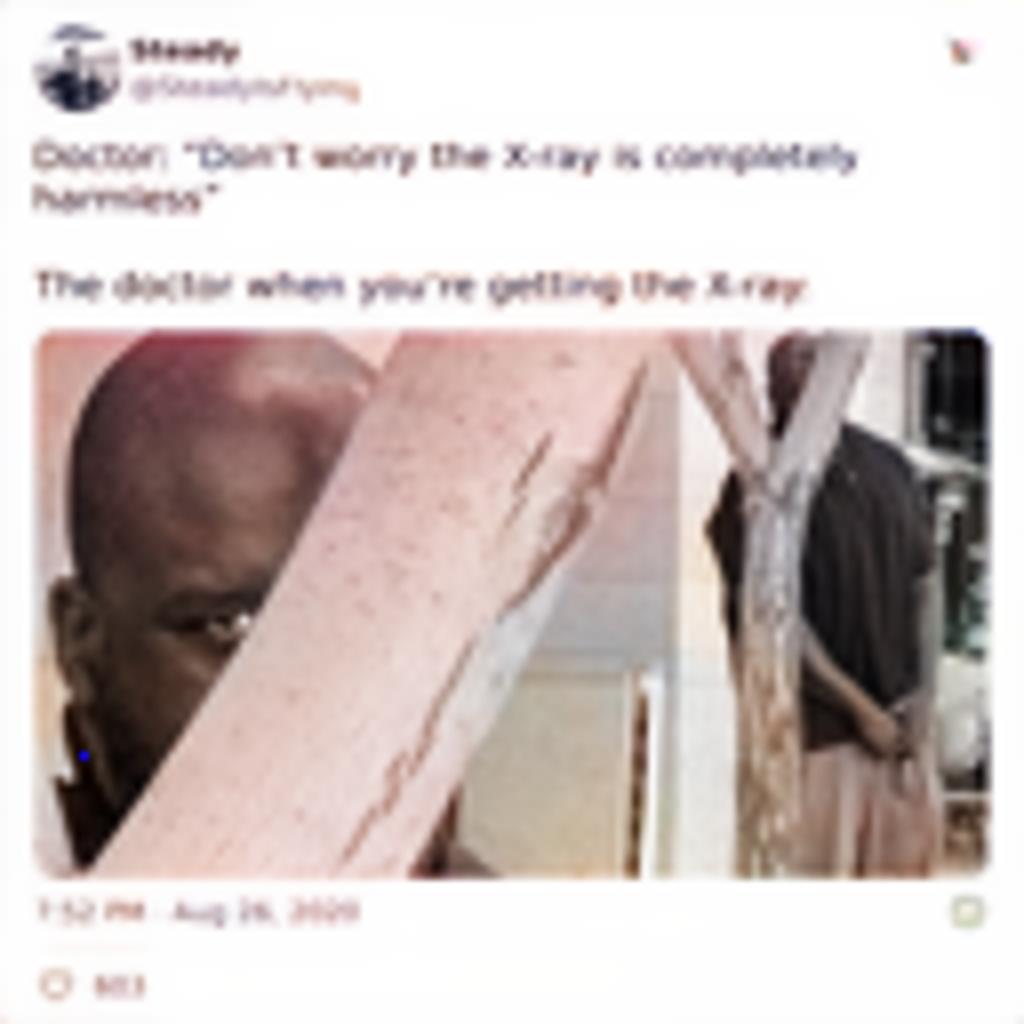 Steady
@SteadyIsFlying
Doctor: "Don't worry the X-ray is completely
harmless"
The doctor when you're getting the X-ray:
7:52 PM · Aug 26, 2020